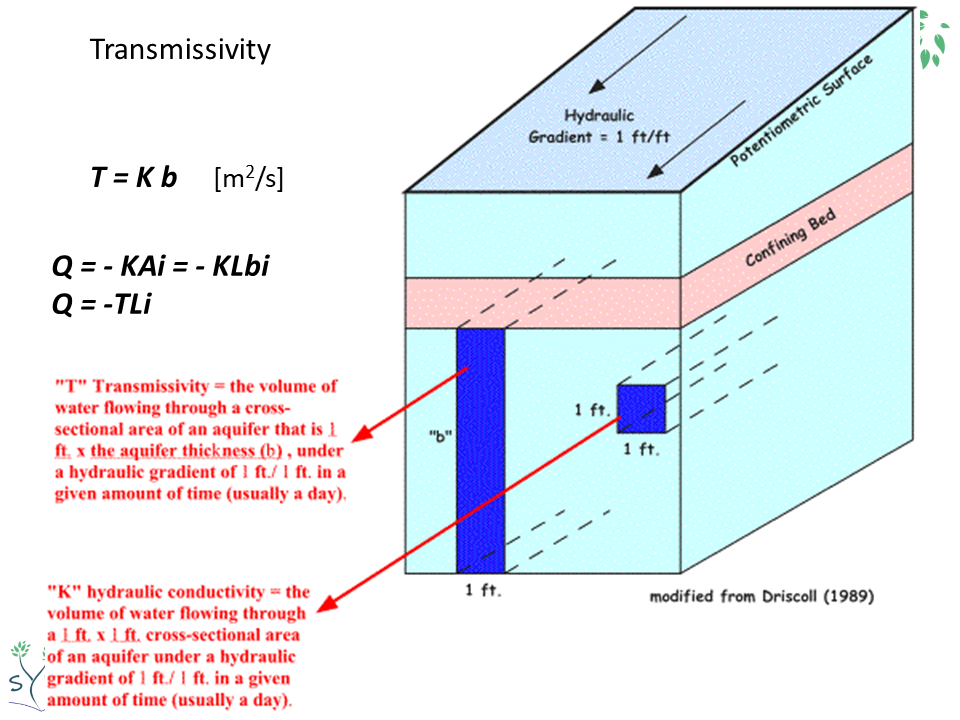 Transmissivity
T = K b [m²/s]
Q = - KAi = - KLbi
Q = -TLi
"T" Transmissivity = the volume of
water flowing through a cross-
sectional area of an aquifer that is 1
ft. x the aquifer thickness (b) , under
a hydraulic gradient of 1 ft./ 1 ft. in a
given amount of time (usually a day).
"K" hydraulic conductivity = the
volume of water flowing through
a 1 ft. x 1 ft. cross-sectional area
of an aquifer under a hydraulic
gradient of 1 ft./ 1 ft. in a given
amount of time (usually a day).
Hydraulic
Gradient = 1 ft/ft
Potentiometric Surface
Confining Bed
"b"
1 ft.
1 ft.
1 ft.
modified from Driscoll (1989)
SY